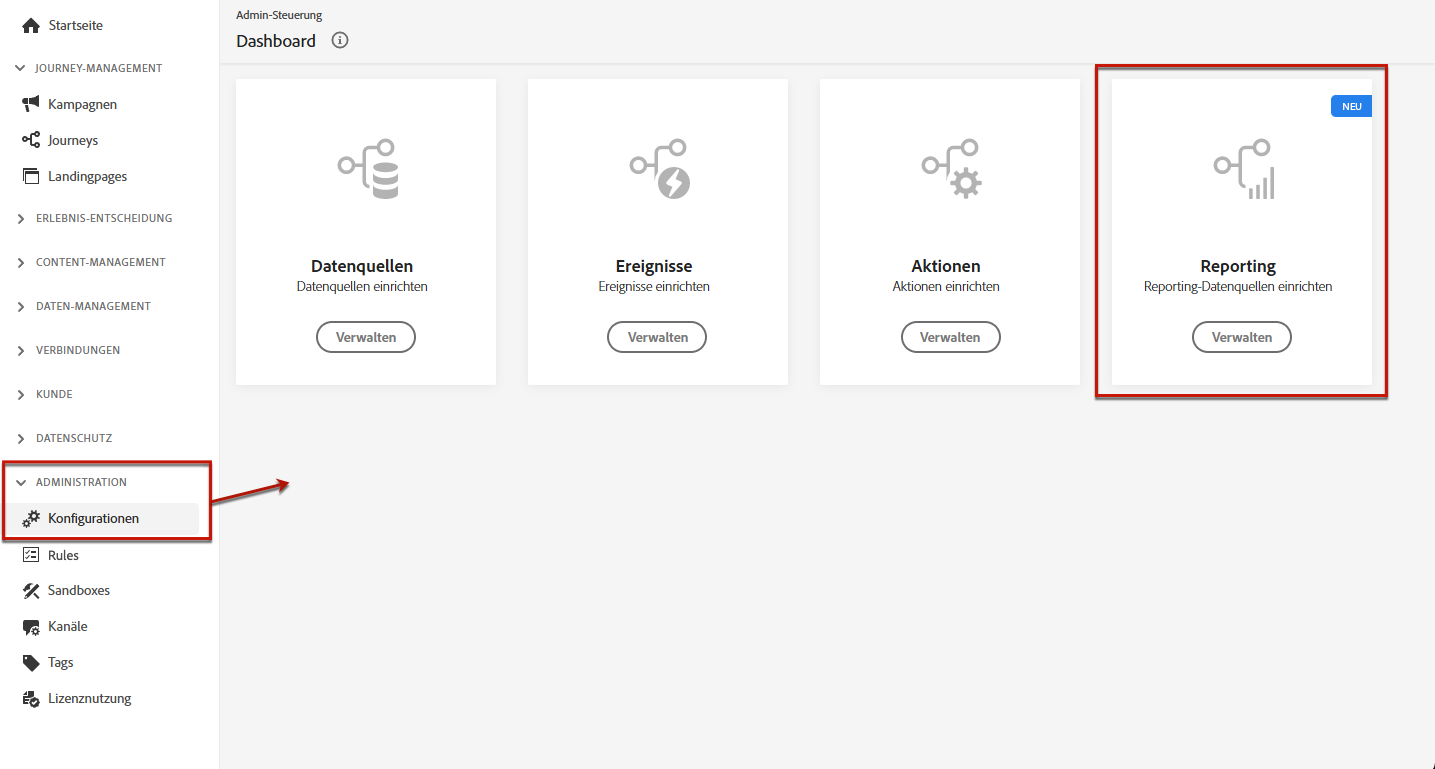 Startseite
JOURNEY-MANAGEMENT
Kampagnen
Journeys
Landingpages
ERLEBNIS-ENTSCHEIDUNG
CONTENT-MANAGEMENT
DATEN-MANAGEMENT
VERBINDUNGEN
KUNDE
DATENSCHUTZ
ADMINISTRATION
Konfigurationen
Rules
Sandboxes
Kanäle
Tags
Lizenznutzung
Admin-Steuerung
Dashboard
Datenquellen
Datenquellen einrichten
Verwalten
Ereignisse
Ereignisse einrichten
Verwalten
Aktionen
Aktionen einrichten
Verwalten
NEU
Reporting
Reporting-Datenquellen einrichten
Verwalten